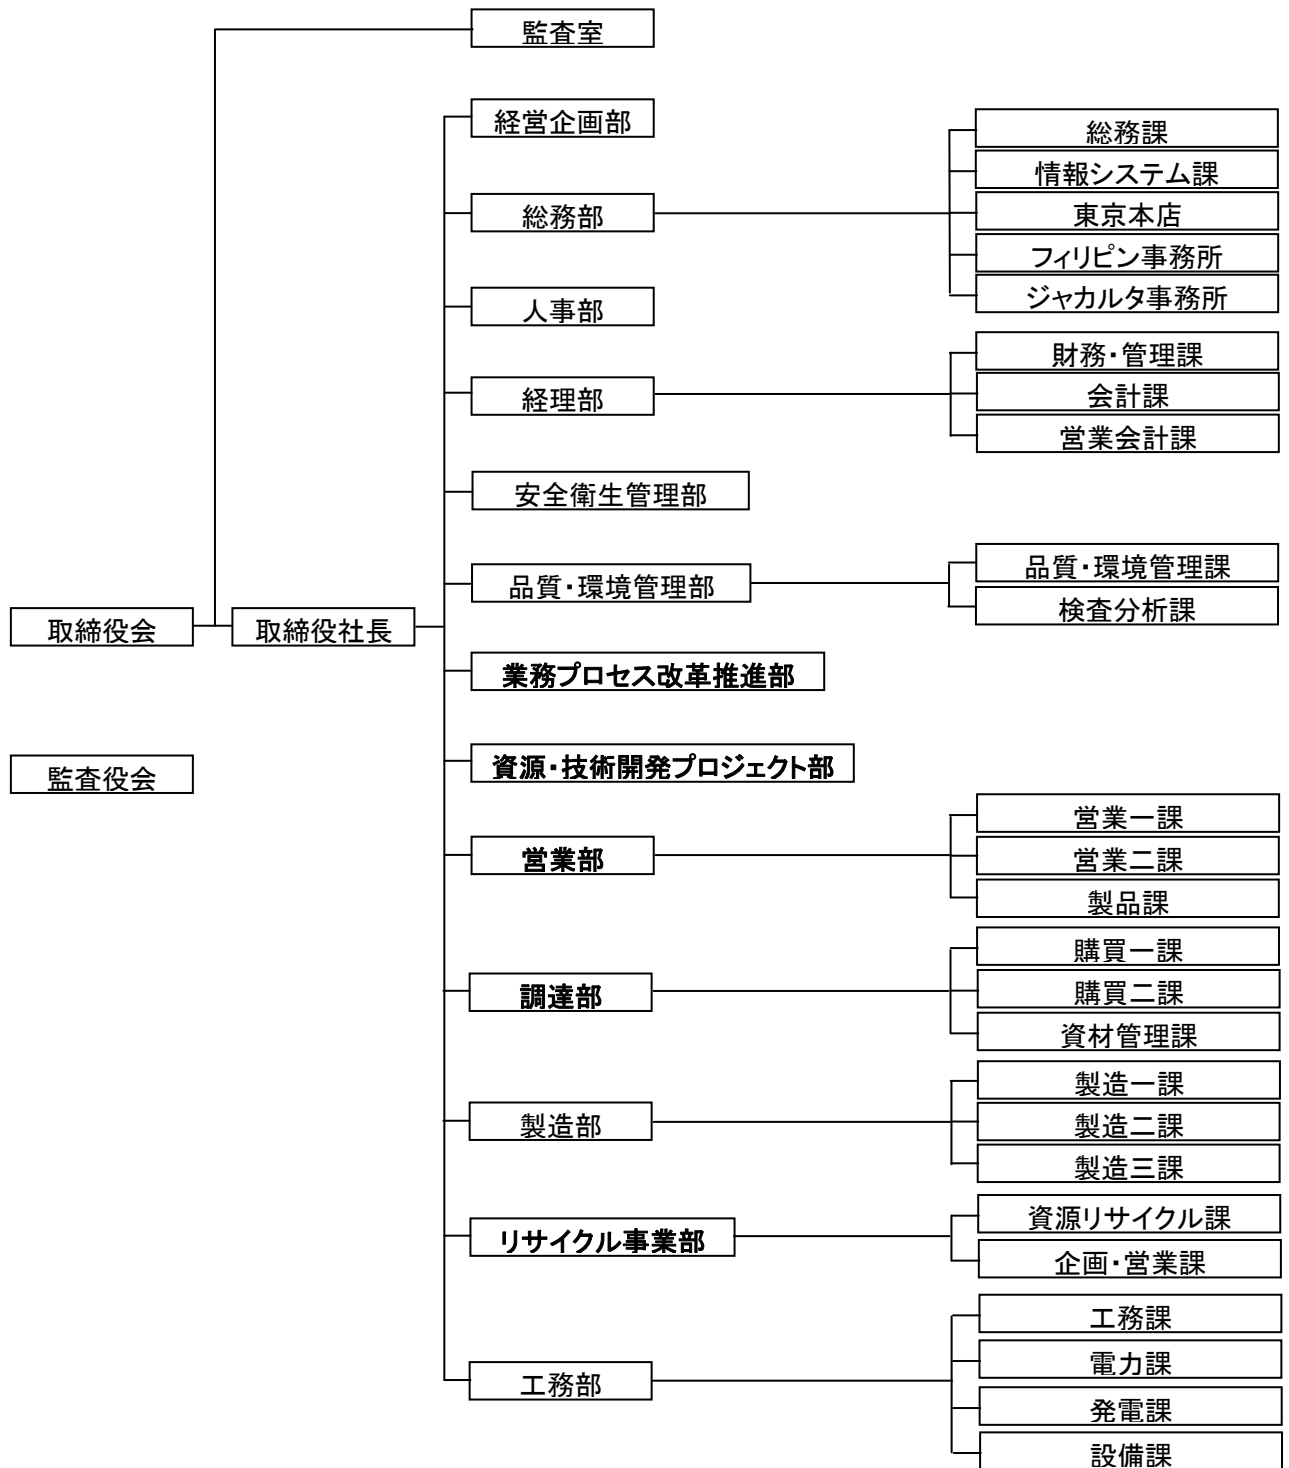 監査室
経営企画部
総務課
情報システム課
総務部
東京本店
フィリピン事務所
ジャカルタ事務所
人事部
財務・管理課
経理部
会計課
営業会計課
安全衛生管理部
品質・環境管理部
品質・環境管理課
検査分析課
取締役会
取締役社長
業務プロセス改革推進部
資源・技術開発プロジェクト部
監査役会
営業一課
営業部
営業二課
製品課
購買一課
調達部
購買二課
資材管理課
製造一課
製造部
製造二課
製造三課
資源リサイクル課
リサイクル事業部
企画・営業課
工務課
電力課
工務部
発電課
設備課